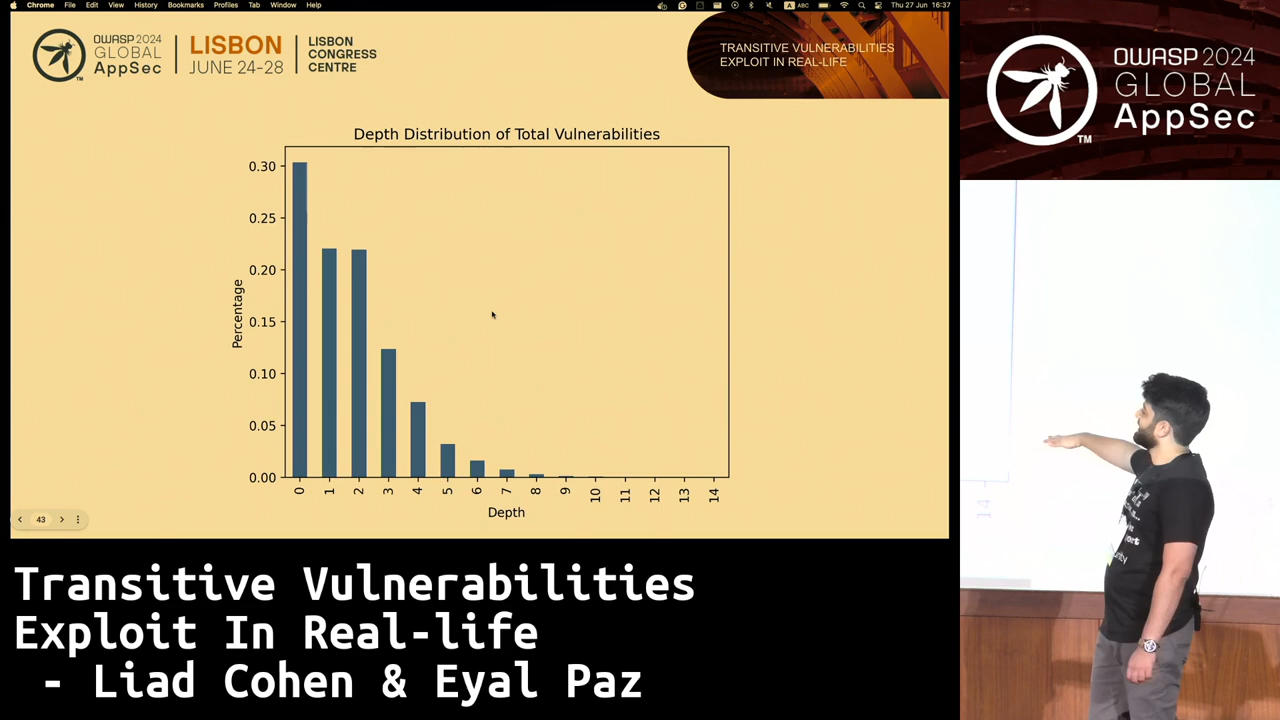 Chrome File Edit View History Bookmarks Profiles Tab Window Help
A ABC Thu 27 Jun 16:37
OWASP 2024
GLOBAL
AppSec
TM
LISBON
JUNE 24-28
LISBON
CONGRESS
CENTRE
TRANSITIVE VULNERABILITIES
EXPLOIT IN REAL-LIFE
OWASP 2024
GLOBAL
AppSec
TM
Depth Distribution of Total Vulnerabilities
0.30
0.25
0.20
0.15
0.10
0.05
0.00
Percentage
0 1 2 3 4 5 6 7 8 9 10 11 12 13 14
Depth
43
Transitive Vulnerabilities
Exploit In Real-life
- Liad Cohen & Eyal Paz